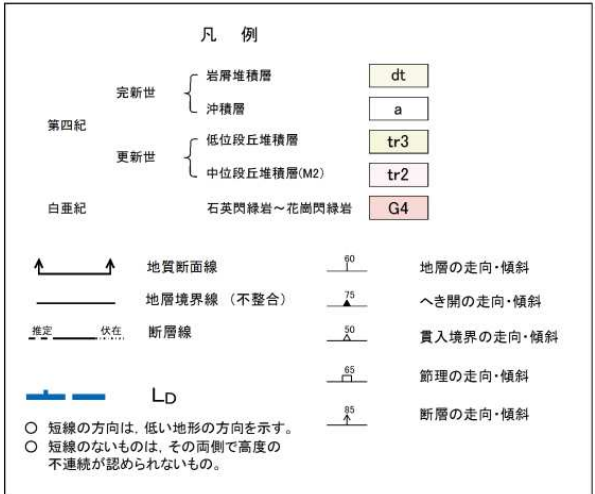 凡 例
第四紀
完新世
岩屑堆積層 dt
沖積層 a
更新世
低位段丘堆積層 tr3
中位段丘堆積層(M2) tr2
白亜紀 石英閃緑岩～花崗閃緑岩 G4
地質断面線
地層境界線 （不整合）
推定 伏在 断層線
LD
○ 短線の方向は，低い地形の方向を示す。
○ 短線のないものは，その両側で高度の
不連続が認められないもの。
60 地層の走向・傾斜
75 へき開の走向・傾斜
50 貫入境界の走向・傾斜
65 節理の走向・傾斜
85 断層の走向・傾斜